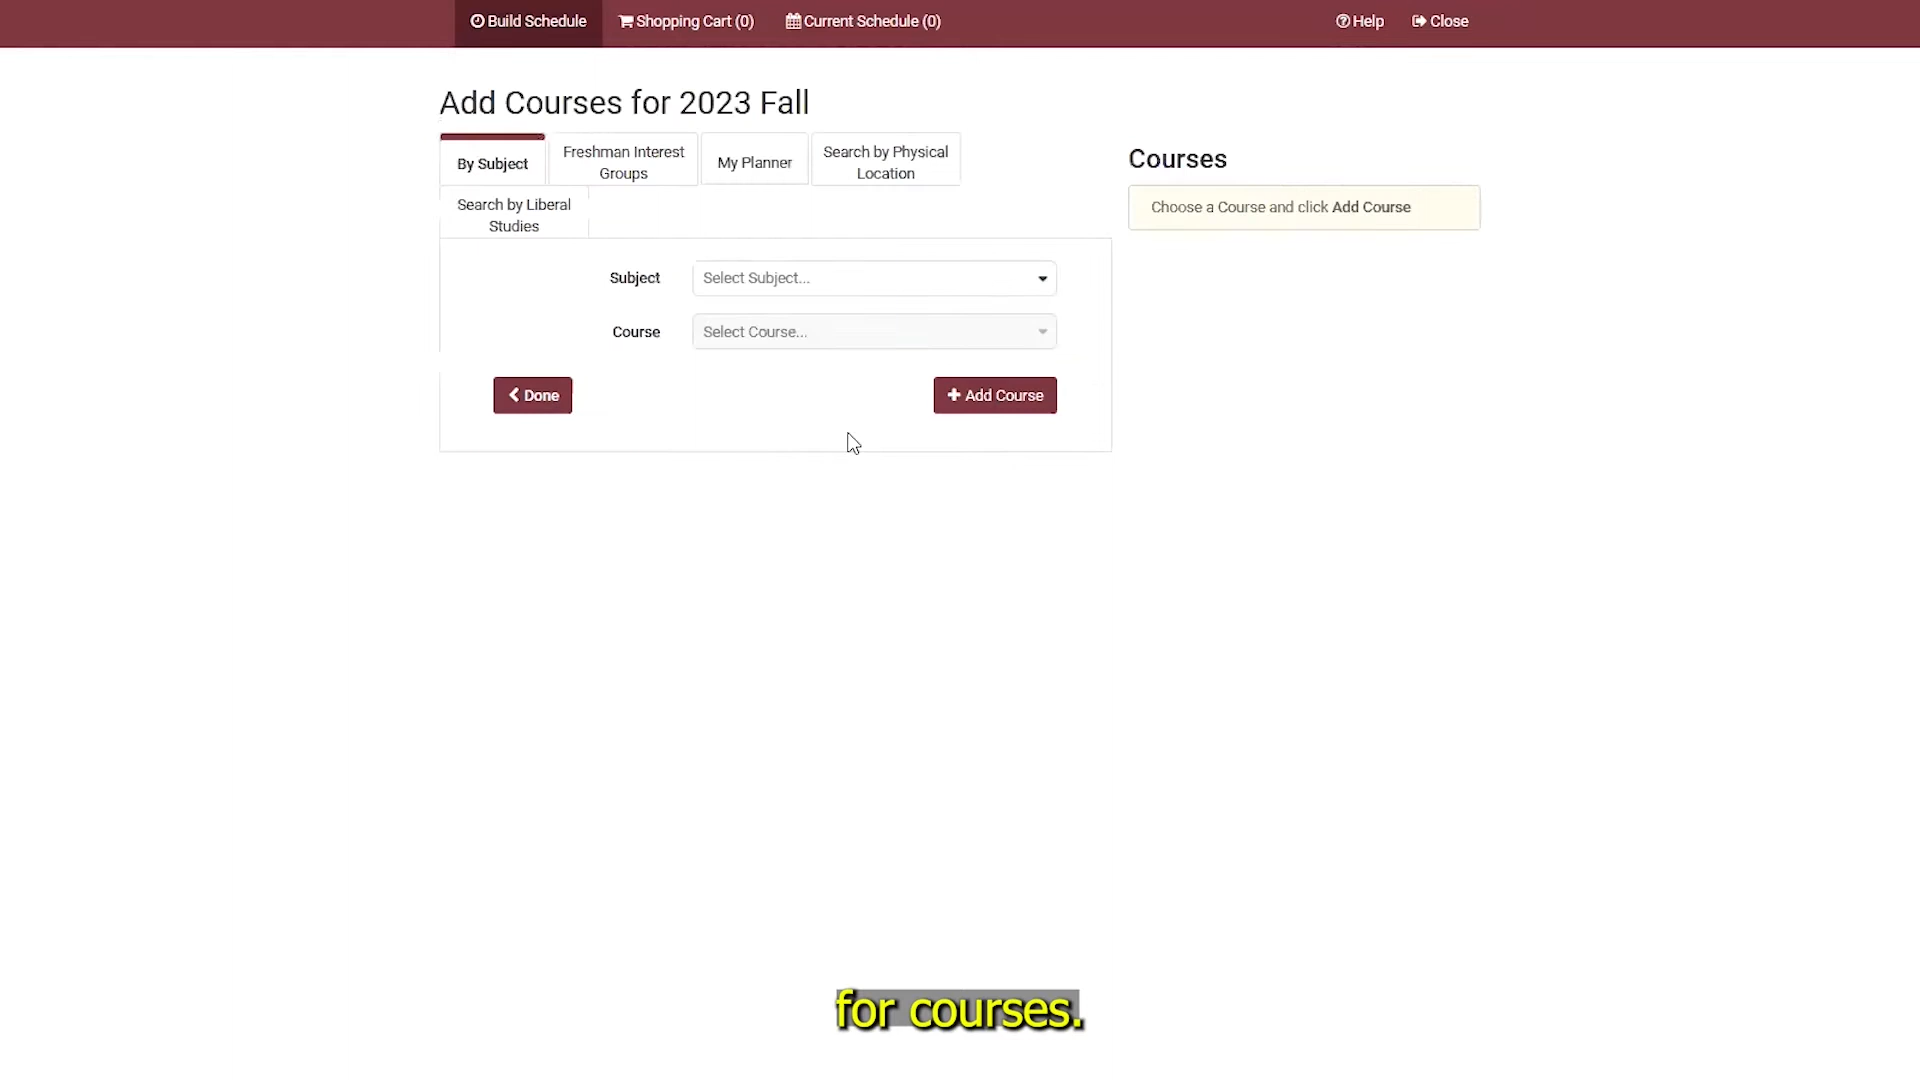 Build Schedule Shopping Cart (0) Current Schedule (0) Help Close
Add Courses for 2023 Fall
By Subject
Freshman Interest
Groups
My Planner
Search by Physical
Location
Search by Liberal
Studies
Subject Select Subject...
Course Select Course...
Done Add Course
Courses
Choose a Course and click Add Course
for courses.